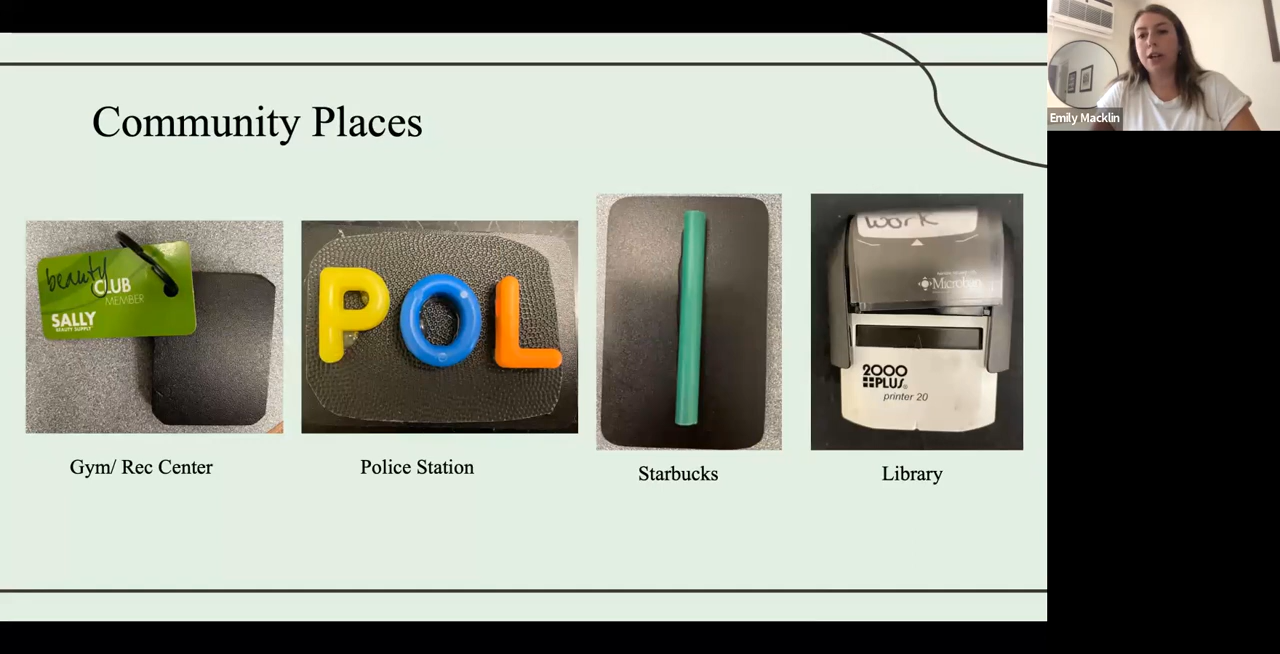 Community Places
Emily Macklin
beauty
CLUB
MEMBER
SALLY
BEAUTY SUPPLY
POL
work
Microban
2000
PLUS
printer 20
Gym/ Rec Center
Police Station
Starbucks
Library